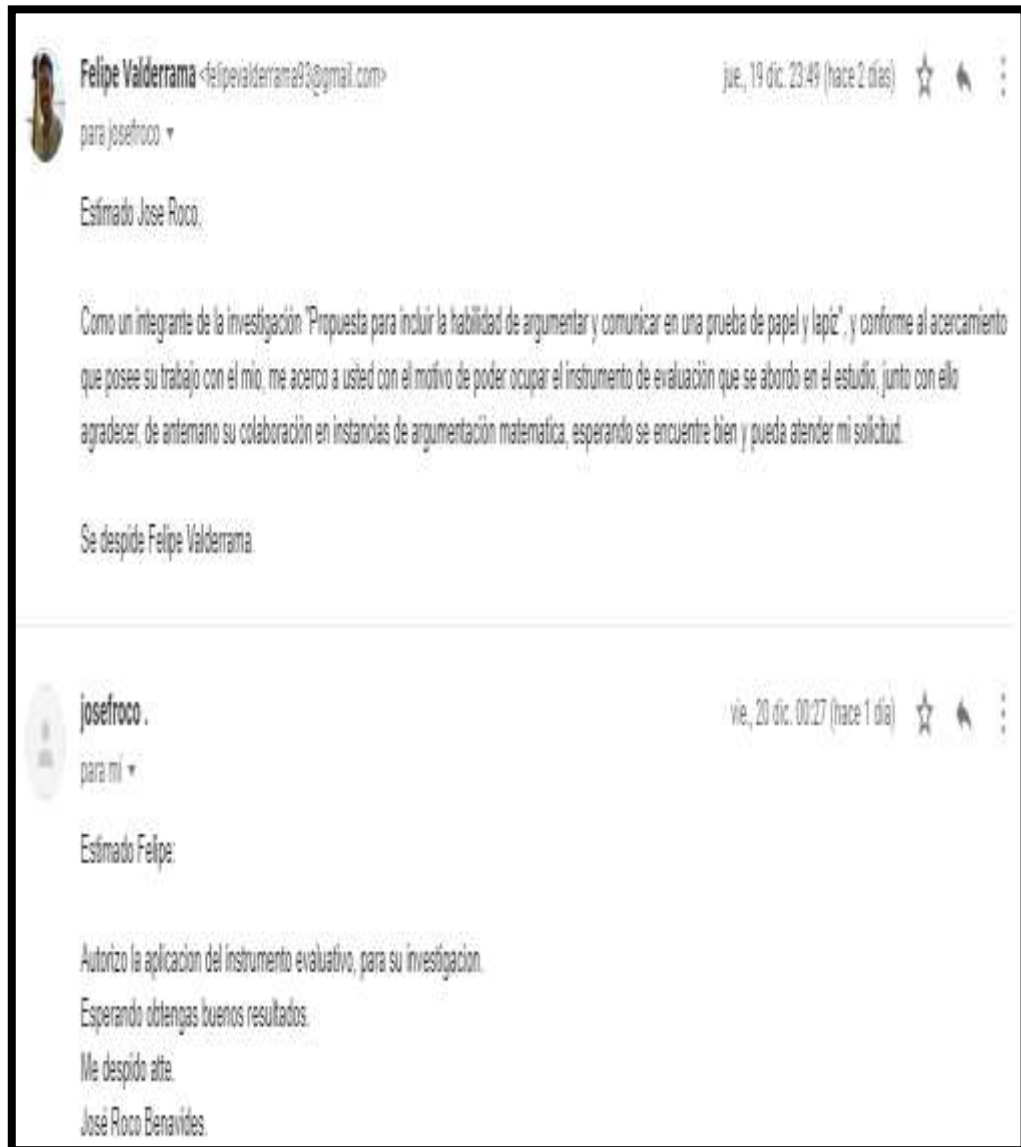 Felipe Valderrama <felipevalderrama93@gmail.com>
jue., 19 dic. 23:49 (hace 2 días)
para josefroco
Estimado Jose Roco,
Como un integrante de la investigación "Propuesta para incluir la habilidad de argumentar y comunicar en una prueba de papel y lapiz", y conforme al acercamiento
que posee su trabajo con el mio, me acerco a usted con el motivo de poder ocupar el instrumento de evaluación que se abordo en el estudio, junto con ello
agradecer, de antemano su colaboración en instancias de argumentación matematica, esperando se encuentre bien y pueda atender mi solicitud.
Se despide Felipe Valderrama.
josefroco .
vie., 20 dic. 00:27 (hace 1 día)
para mí
Estimado Felipe:
Autorizo la aplicacion del instrumento evaluativo, para su investigacion.
Esperando obtengas buenos resultados.
Me despido atte.
José Roco Benavides.